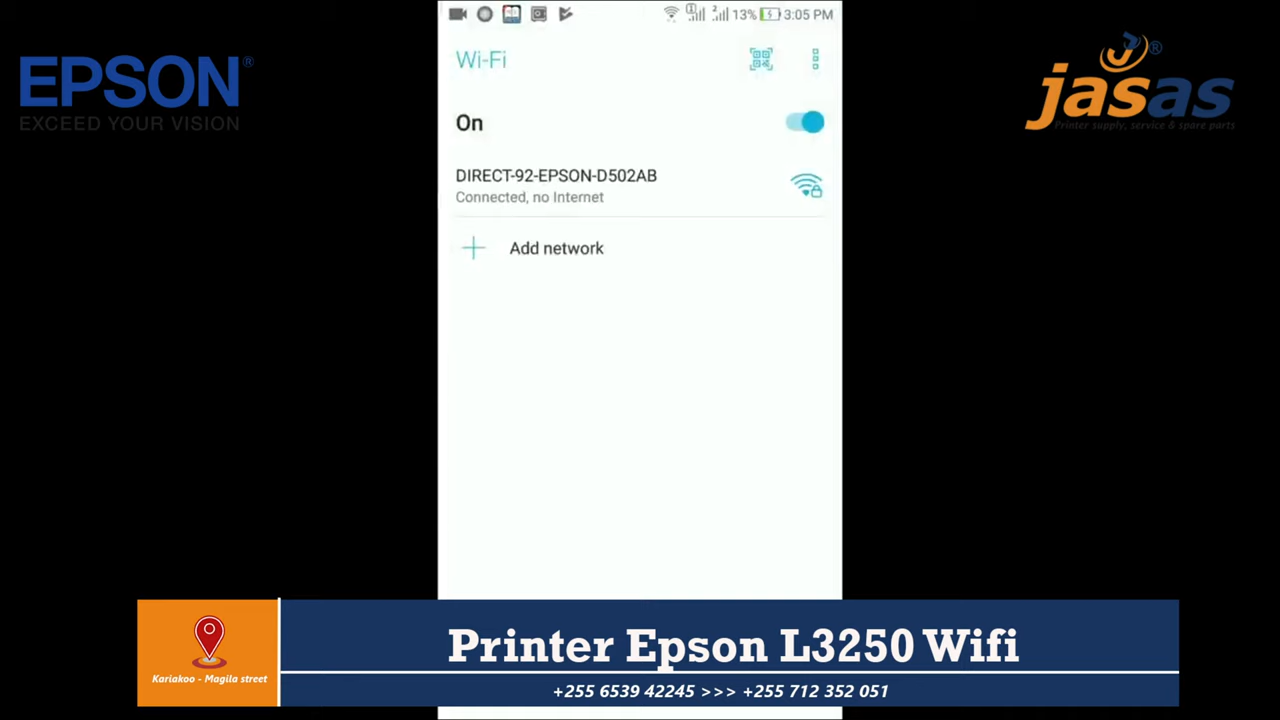 13% 3:05 PM
EPSON®
EXCEED YOUR VISION
jasas®
Printer supply, service & spare parts
Wi-Fi
On
DIRECT-92-EPSON-D502AB
Connected, no Internet
Add network
Printer Epson L3250 Wifi
Kariakoo - Magila street
+255 6539 42245 >>> +255 712 352 051